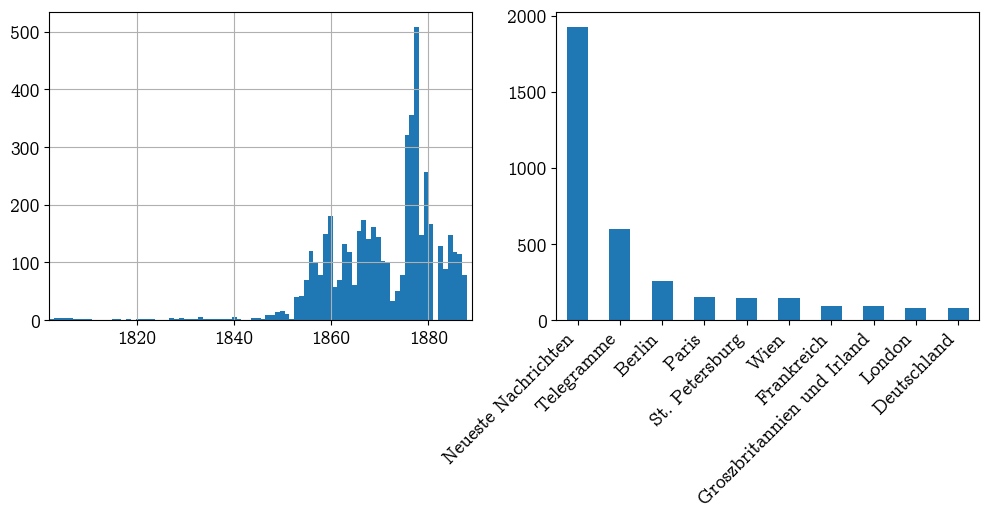 500
400
300
200
100
0
1820 1840 1860 1880
2000
1500
1000
500
0
Neueste Nachrichten
Telegramme
Berlin
Paris
St. Petersburg
Wien
Frankreich
Groszbritannien und Irland
London
Deutschland